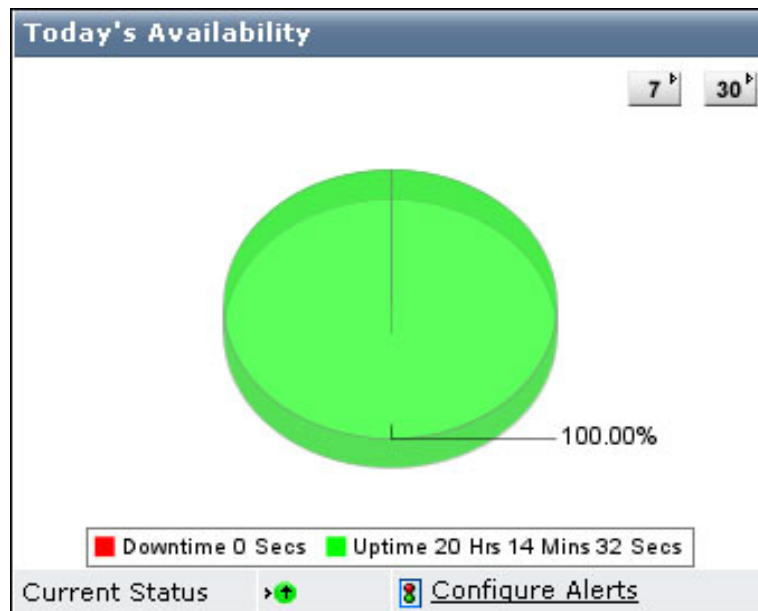 Today's Availability
7 30
100.00%
Downtime 0 Secs Uptime 20 Hrs 14 Mins 32 Secs
Current Status Configure Alerts